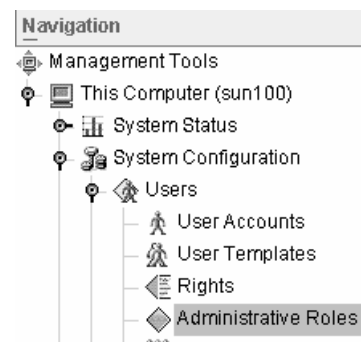 Navigation
Management Tools
This Computer (sun100)
System Status
System Configuration
Users
User Accounts
User Templates
Rights
Administrative Roles